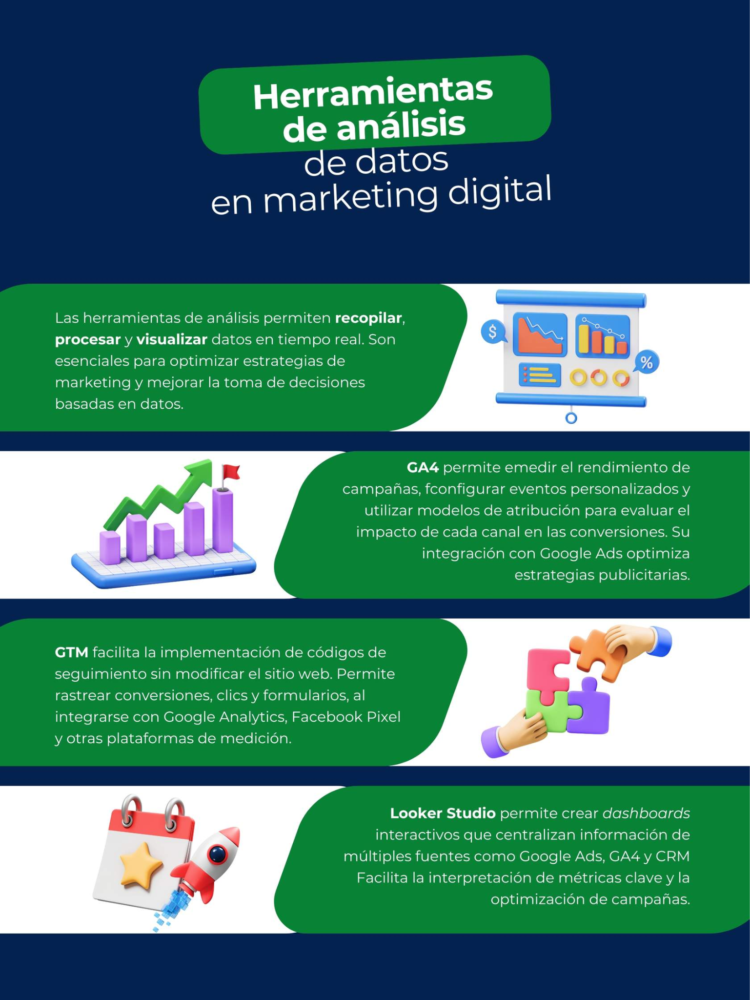 Herramientas
de análisis
de datos
en marketing digital
Las herramientas de análisis permiten recopilar,
procesar y visualizar datos en tiempo real. Son
esenciales para optimizar estrategias de
marketing y mejorar la toma de decisiones
basadas en datos.
$
%
GA4 permite emedir el rendimiento de
campañas, fconfigurar eventos personalizados y
utilizar modelos de atribución para evaluar el
impacto de cada canal en las conversiones. Su
integración con Google Ads optimiza
estrategias publicitarias.
GTM facilita la implementación de códigos de
seguimiento sin modificar el sitio web. Permite
rastrear conversiones, clics y formularios, al
integrarse con Google Analytics, Facebook Pixel
y otras plataformas de medición.
Looker Studio permite crear dashboards
interactivos que centralizan información de
múltiples fuentes como Google Ads, GA4 y CRM
Facilita la interpretación de métricas clave y la
optimización de campañas.